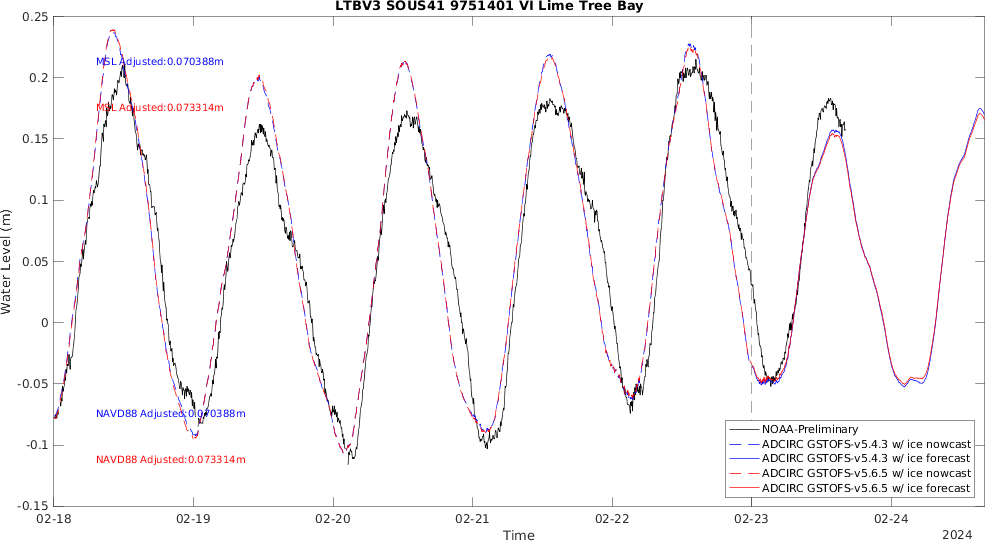 LTBV3 SOUS41 9751401 VI Lime Tree Bay
0.25
0.2
0.15
0.1
0.05
0
-0.05
-0.1
-0.15
Water Level (m)
MSL Adjusted:0.070388m
MSL Adjusted:0.073314m
NAVD88 Adjusted:0.070388m
NAVD88 Adjusted:0.073314m
NOAA-Preliminary
ADCIRC GSTOFS-v5.4.3 w/ ice nowcast
ADCIRC GSTOFS-v5.4.3 w/ ice forecast
ADCIRC GSTOFS-v5.6.5 w/ ice nowcast
ADCIRC GSTOFS-v5.6.5 w/ ice forecast
02-18 02-19 02-20 02-21 02-22 02-23 02-24
Time
2024